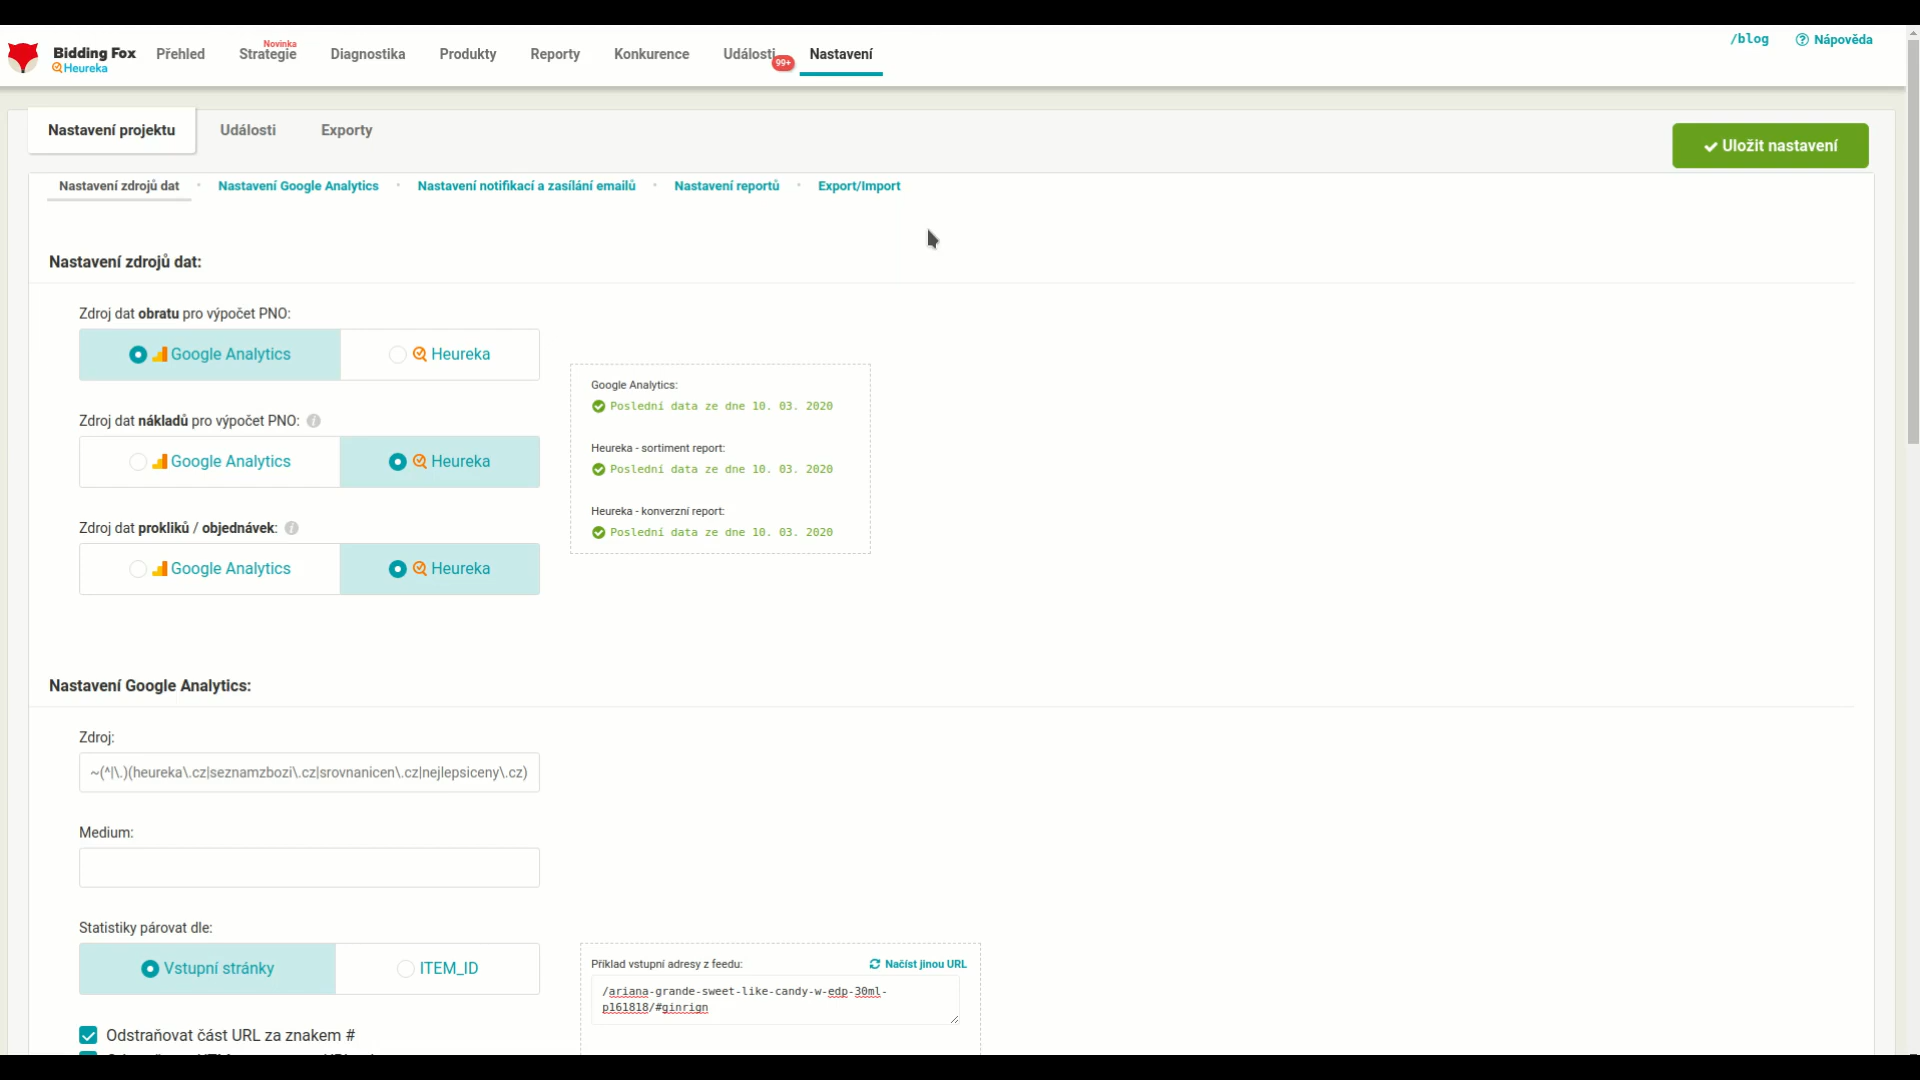 Bidding Fox
Heureka
Přehled
Novinka
Strategie
Diagnostika
Produkty
Reporty
Konkurence
Události
99+
Nastavení
/blog
Nápověda
Nastavení projektu
Události
Exporty
Uložit nastavení
Nastavení zdrojů dat
Nastavení Google Analytics
Nastavení notifikací a zasílání emailů
Nastavení reportů
Export/Import
Nastavení zdrojů dat:
Zdroj dat obratu pro výpočet PNO:
Google Analytics
Heureka
Zdroj dat nákladů pro výpočet PNO:
Google Analytics
Heureka
Zdroj dat prokliků / objednávek:
Google Analytics
Heureka
Google Analytics:
Poslední data ze dne 10. 03. 2020
Heureka - sortiment report:
Poslední data ze dne 10. 03. 2020
Heureka - konverzní report:
Poslední data ze dne 10. 03. 2020
Nastavení Google Analytics:
Zdroj:
~(^|\.)(heureka\.cz|seznamzbozi\.cz|srovnanicen\.cz|nejlepsiceny\.cz)
Medium:
Statistiky párovat dle:
Vstupní stránky
ITEM_ID
Příklad vstupní adresy z feedu:
Načíst jinou URL
/ariana-grande-sweet-like-candy-w-edp-30ml-
p161818/#ginrign
Odstraňovat část URL za znakem #